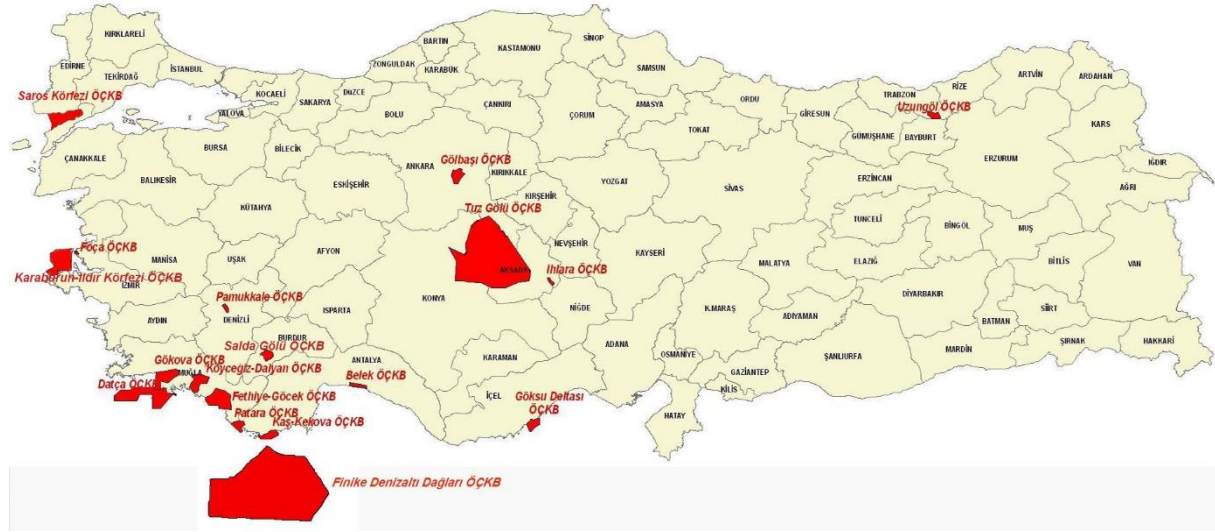 KIRKLARELİ
EDİRNE
TEKİRDAĞ
İSTANBUL
Saros Körfezi ÖÇKB
KOCAELİ
YALOVA
SAKARYA
DÜZCE
ZONGULDAK
BARTIN
KARABÜK
KASTAMONU
SİNOP
SAMSUN
ÇANKIRI
BOLU
ÇORUM
AMASYA
TOKAT
ORDU
GİRESUN
TRABZON
RİZE
ARTVİN
ARDAHAN
Uzungöl ÖÇKB
GÜMÜŞHANE
BAYBURT
KARS
IĞDIR
ERZURUM
AĞRI
ERZİNCAN
ÇANAKKALE
BURSA
BİLECİK
BALIKESİR
ESKİŞEHİR
KÜTAHYA
ANKARA
Gölbaşı ÖÇKB
KIRIKKALE
KIRŞEHİR
YOZGAT
SİVAS
Tuz Gölü ÖÇKB
NEVŞEHİR
KAYSERİ
TUNCELİ
BİNGÖL
MUŞ
ELAZIĞ
BİTLİS
VAN
MALATYA
DİYARBAKIR
Foça ÖÇKB
Karaburun-Ildır Körfezi ÖÇKB
MANİSA
UŞAK
AFYON
İZMİR
AKSARAY
Ihlara ÖÇKB
KONYA
NİĞDE
Pamukkale ÖÇKB
AYDIN
DENİZLİ
ISPARTA
BURDUR
Salda Gölü ÖÇKB
K.MARAŞ
ADIYAMAN
BATMAN
SİİRT
ŞIRNAK
HAKKARİ
MARDİN
ŞANLIURFA
GAZİANTEP
KİLİS
OSMANİYE
ADANA
HATAY
KARAMAN
İÇEL
ANTALYA
Belek ÖÇKB
Göksu Deltası
ÖÇKB
Gökova ÖÇKB
MUĞLA
Köyceğiz-Dalyan ÖÇKB
Datça ÖÇKB
Fethiye-Göcek ÖÇKB
Patara ÖÇKB
Kaş-Kekova ÖÇKB
Finike Denizaltı Dağları ÖÇKB